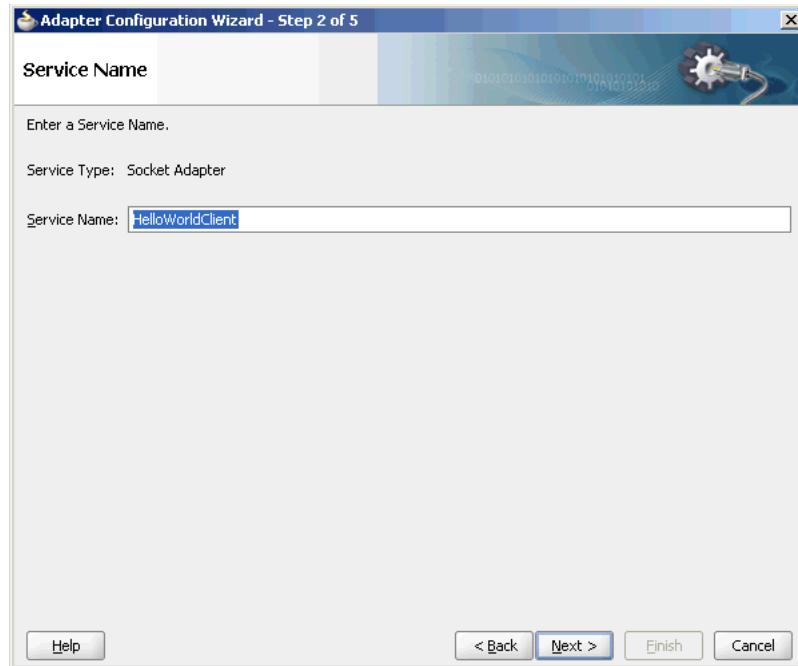 Adapter Configuration Wizard - Step 2 of 5
Service Name
Enter a Service Name.
Service Type: Socket Adapter
Service Name: HelloWorldClient
Help
< Back
Next >
Finish
Cancel